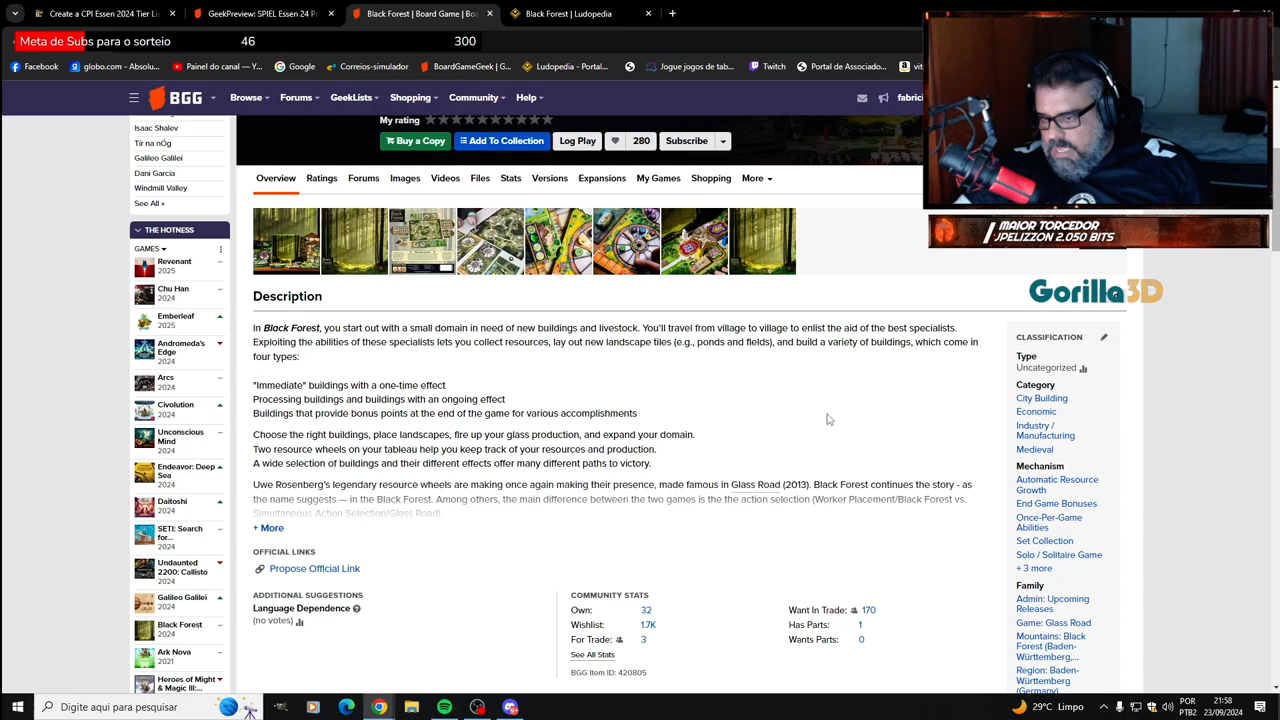 Essen 2024 Tier Lis
GeekPreview: SPIEL Essen 24 P
Black Forest | Board Game | Bo
Black Forest | Ludopedia
Meta de Subs para o sorteio 46 300
Facebook
globo.com - Absolu...
Painel do canal - Y...
Google
Correios-simulador
BoardGameGeek | G...
Ludopedia - Portal...
Ludopedia
Jogos
Twitch
Portal de Associa...
BGG
Browse
Forums
GeekLists
Shopping
Community
Help
fabric
My rating
Buy a Copy
Add To Collection
Log Play
280
Subscribe
Isaac Shalev
Tír na nÓg
Galileo Galilei
Dani Garcia
Windmill Valley
See All »
THE HOTNESS
GAMES
Revenant
2025
Chu Han
2024
Emberleaf
2025
Andromeda's
Edge
2024
Arcs
2024
Civolution
2024
Unconscious
Mind
2024
Endeavor: Deep
Sea
2024
Daitoshi
2024
SETI: Search
for...
2024
Undaunted
2200: Callisto
2024
Galileo Galilei
2024
Black Forest
2024
Ark Nova
2021
Heroes of Might
& Magic III:...
Overview Ratings Forums Images Videos Files Stats Versions Expansions My Games Shopping More
Description
In Black Forest, you start out with a small domain in need of new buildings and livestock. You'll travel from village to village to enlist the aid of the best specialists.
Exploiting the abilities of those specialists lets you collect resources, lay out new landscape tiles (e.g., ponds and fields), and build a variety of buildings, which come in
four types:
"Immediate" buildings with a one-time effect
Processing buildings and buildings with an ongoing effect
Buildings that provide bonus points at the end of the game for various accomplishments
Choose the right buildings, place landscapes, fire up your glass production, and expand your domain.
Two resource wheels on your tableau help you keep track of your resources and production.
A wide selection of buildings and their different effects offer many different paths to victory.
Uwe Rosenberg's legendary resource wheels are making once again making their presence, made famous in Glass Road (2013). Black Forest continues the story - as
the name suggests – in the Black Forest. Among others, the main difference between the two games is the the action selection (Worker Placement/Black Forest vs.
Simultaneous Action Selection/Glass Road).
+ More
OFFICIAL LINKS
Propose Official Link
ADDITIONAL SUGGESTIONS
Language Dependence
(no votes)
COMMUNITY STATS
Own: 32
Wishlist: 1.7K
For Trade: 3
See All Stats
BGG Item ID: 420805
Want In Trade: 170
Has Parts: 1
Wants Parts: 0
MAIOR TORCEDOR
JPELIZZON 2.050 BITS
Gorilla3D
CLASSIFICATION
Type
Uncategorized
Category
City Building
Economic
Industry /
Manufacturing
Medieval
Mechanism
Automatic Resource
Growth
End Game Bonuses
Once-Per-Game
Abilities
Set Collection
Solo / Solitaire Game
+ 3 more
Family
Admin: Upcoming
Releases
Game: Glass Road
Mountains: Black
Forest (Baden-
Württemberg,...
Region: Baden-
Württemberg
(Germany)
Digite aqui para pesquisar
29°C Limpo
POR
PTB2
21:58
23/09/2024